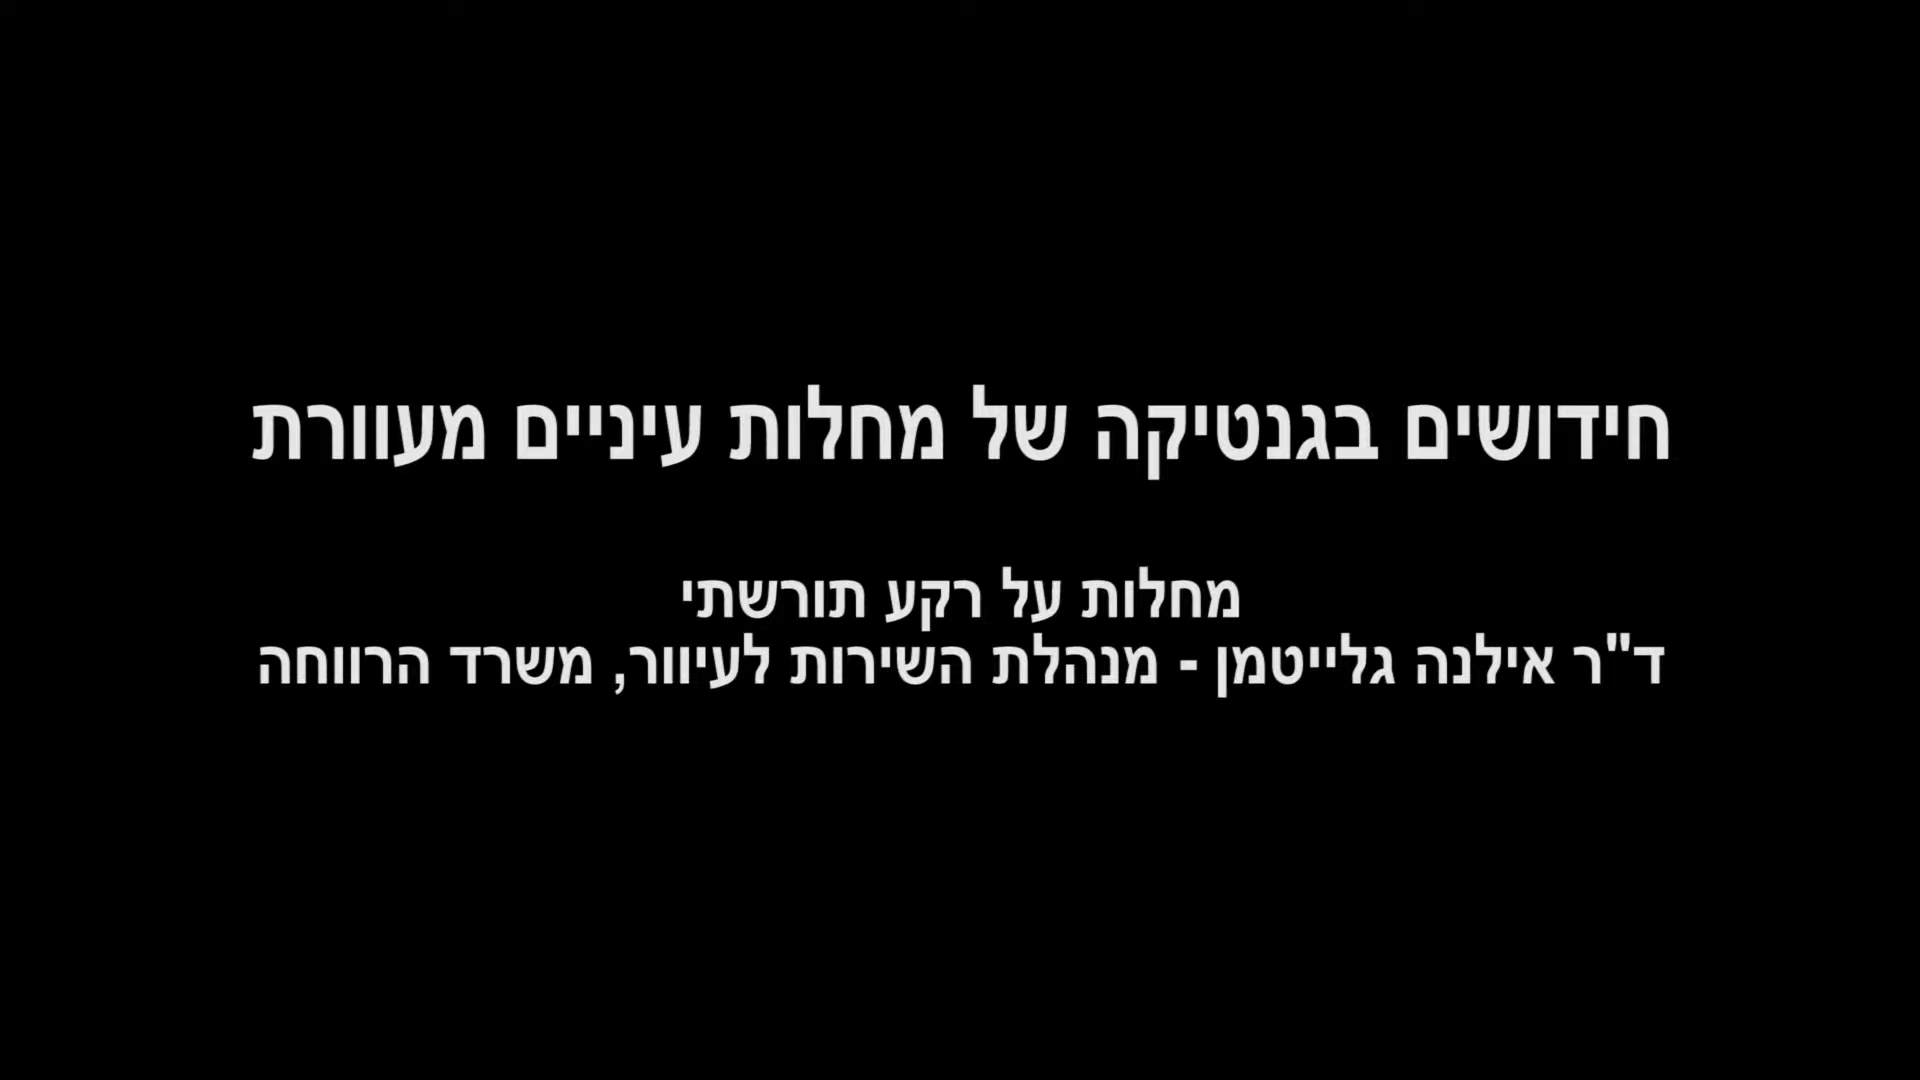 חידושים בגנטיקה של מחלות עיניים מעוורת
מחלות על רקע תורשתי
ד"ר אילנה גלייטמן - מנהלת השירות לעיוור, משרד הרווחה